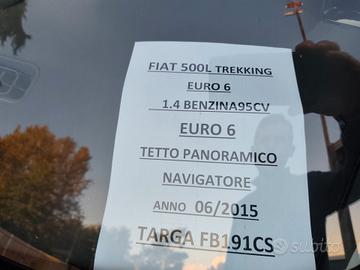 FIAT 500L TREKKING
EURO 6
1.4 BENZINA95CV
EURO 6
TETTO PANORAMICO
NAVIGATORE
ANNO 06/2015
TARGA FB191CS
subito